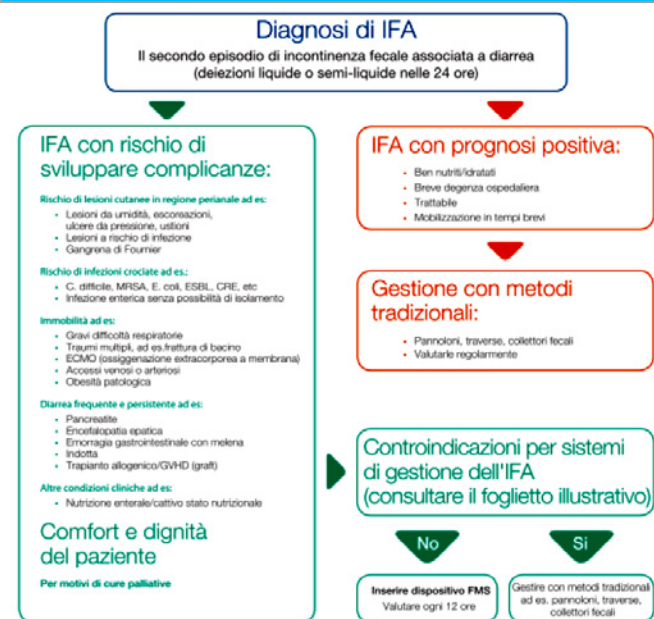 Diagnosi di IFA
Il secondo episodio di incontinenza fecale associata a diarrea
(deiezioni liquide o semi-liquide nelle 24 ore)
IFA con rischio di
sviluppare complicanze:
Rischio di lesioni cutanee in regione perianale ad es:
• Lesioni da umidità, escoreazioni,
ulcere da pressione, ustioni
• Lesioni a rischio di infezione
• Gangrena di Fournier
Rischio di infezioni crociate ad es.:
• C. difficile, MRSA, E. coli, ESBL, CRE, etc
• Infezione enterica senza possibilità di isolamento
Immobilità ad es:
• Gravi difficoltà respiratorie
• Traumi multipli, ad es.frattura di bacino
• ECMO (ossiggenazione extracorporea a membrana)
• Accessi venosi o arteriosi
• Obesità patologica
Diarrea frequente e persistente ad es:
• Pancreatite
• Encefalopatia epatica
• Emorragia gastrointestinale con melena
• Indotta
• Trapianto allogenico/GVHD (graft)
Altre condizioni cliniche ad es:
• Nutrizione enterale/cattivo stato nutrizionale
Comfort e dignità
del paziente
Per motivi di cure palliative
IFA con prognosi positiva:
• Ben nutriti/idratati
• Breve degenza ospedaliera
• Trattabile
• Mobilizzazione in tempi brevi
Gestione con metodi
tradizionali:
• Pannoloni, traverse, collettori fecali
• Valutarle regolarmente
Controindicazioni per sistemi
di gestione dell'IFA
(consultare il foglietto illustrativo)
No
Si
Inserire dispositivo FMS
Valutare ogni 12 ore
Gestire con metodi tradizionali
ad es. pannoloni, traverse,
collettori fecali